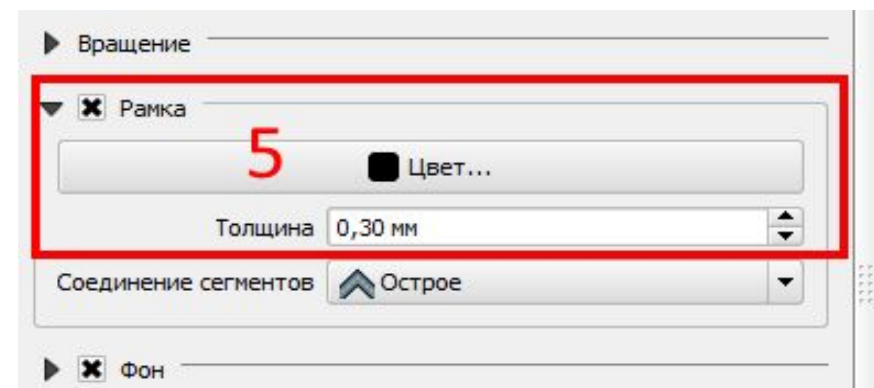 Вращение
Рамка
5
Цвет...
Толщина 0,30 мм
Соединение сегментов Острое
Фон